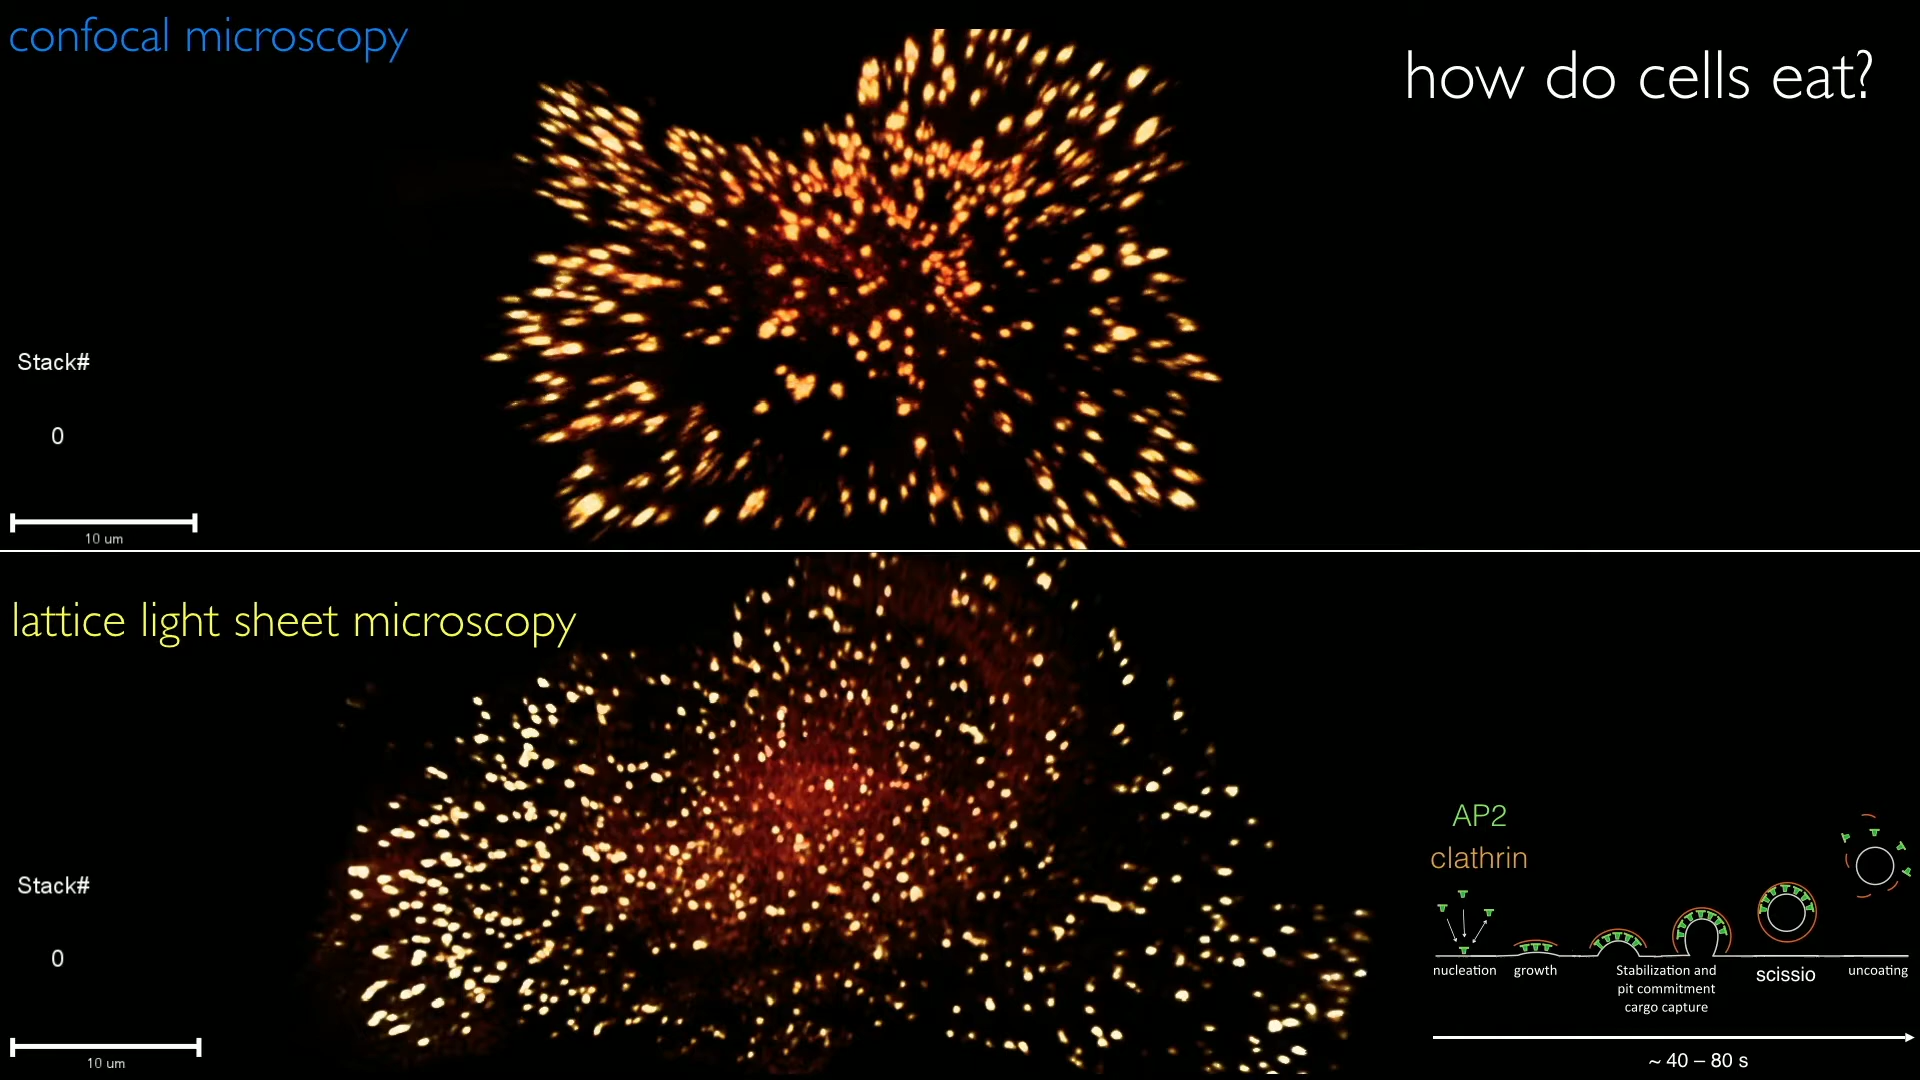 confocal microscopy
how do cells eat?
Stack#
0
10 um
lattice light sheet microscopy
Stack#
0
10 um
AP2
clathrin
nucleation
growth
Stabilization and
pit commitment
cargo capture
scissio
uncoating
~ 40 – 80 s